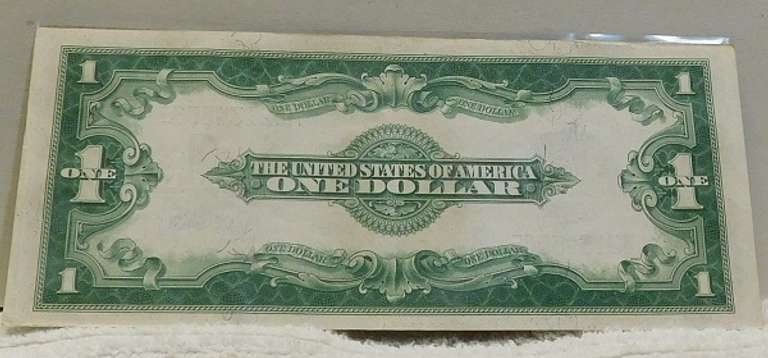 1 1
ONE DOLLAR ONE DOLLAR
1 THE UNITED STATES OF AMERICA 1
ONE ONE DOLLAR ONE
ONE DOLLAR ONE DOLLAR
1 1